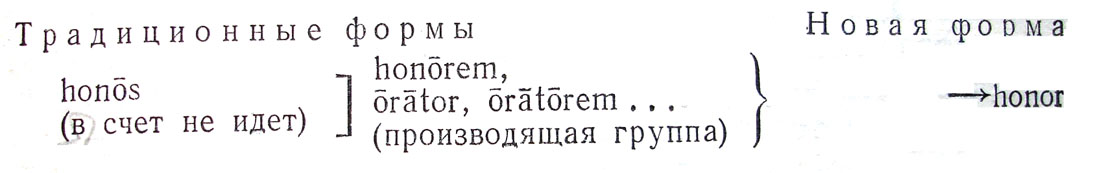 Традиционные формы
Новая форма
honōs
(в счет не идет)
honōrem,
ōrātor, ōrātōrem ...
(производящая группа)
→honor